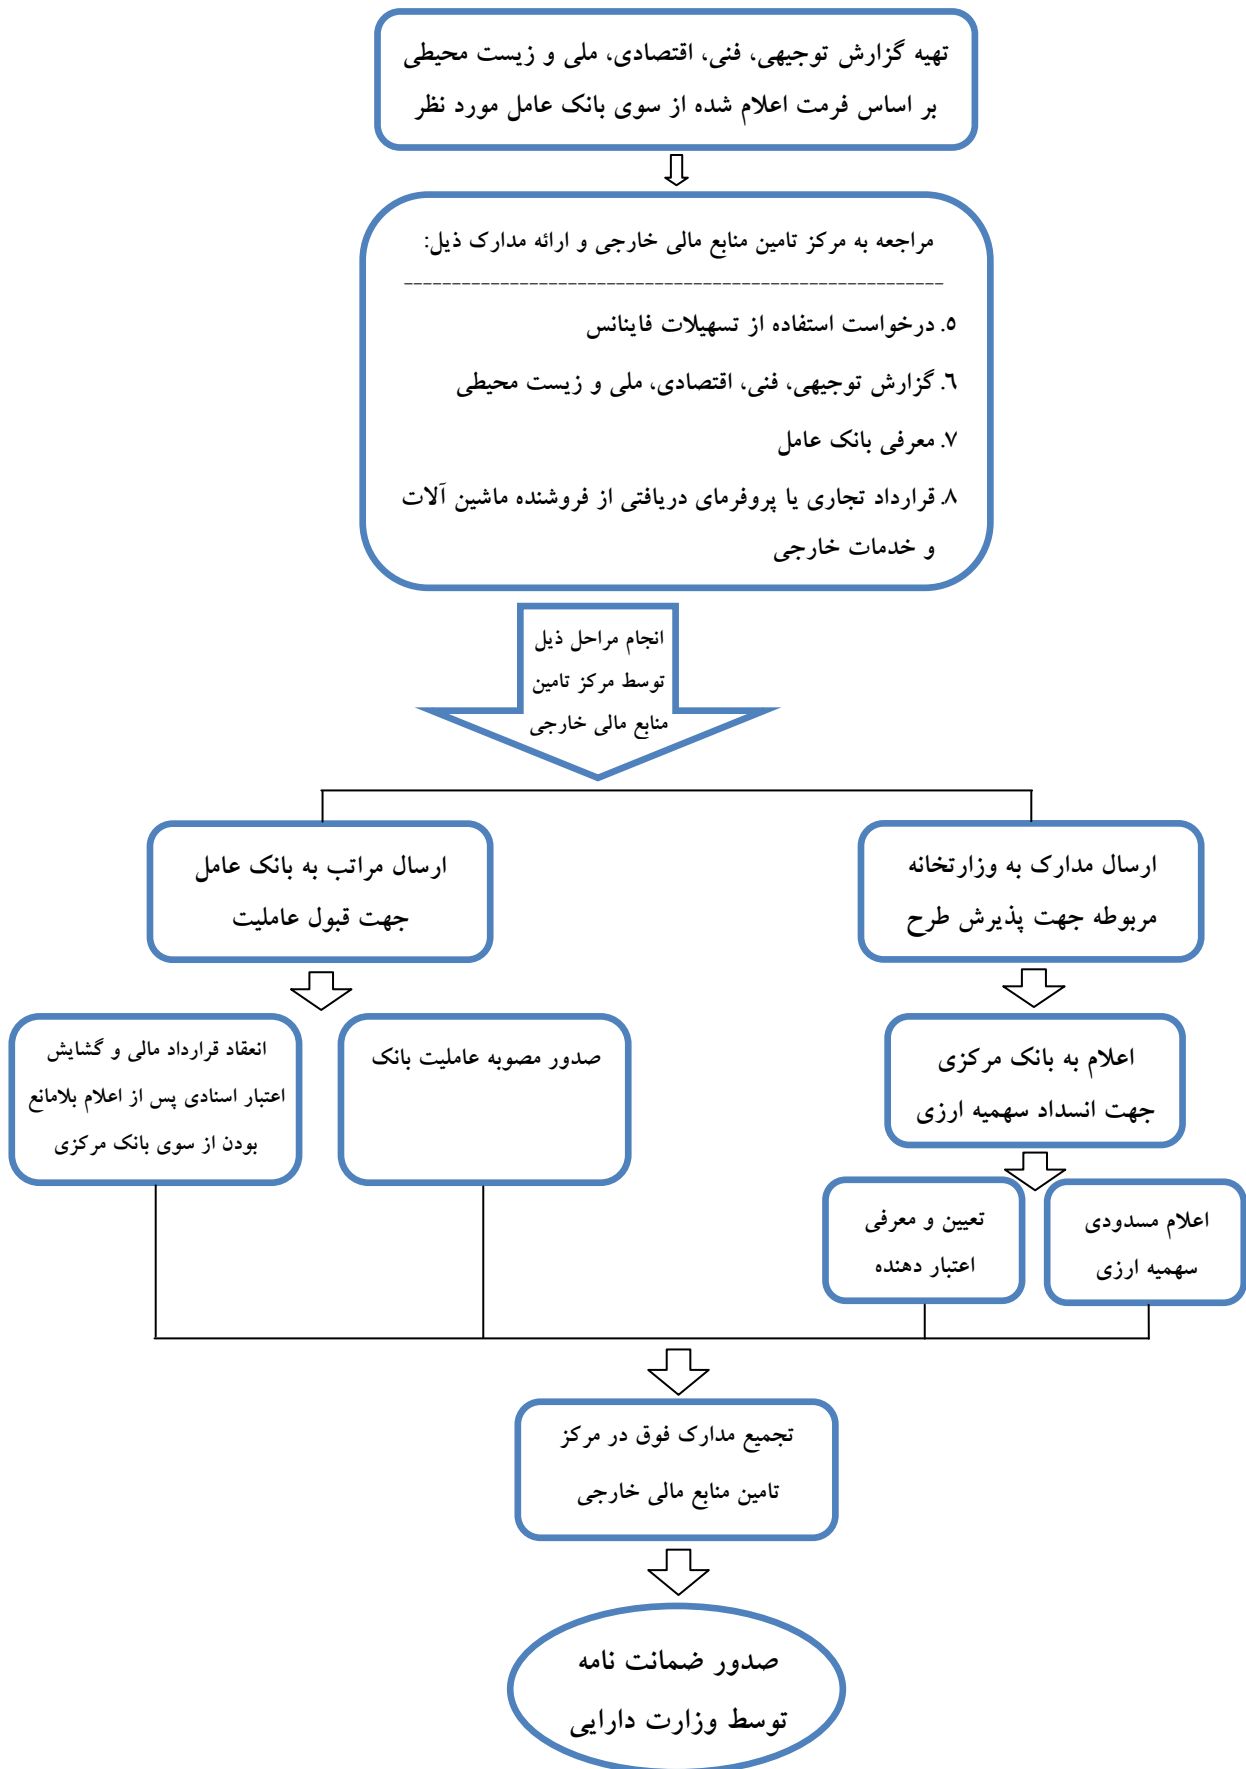 تهیه گزارش توجیهی، فنی، اقتصادی، ملی و زیست محیطی
بر اساس فرمت اعلام شده از سوی بانک عامل مورد نظر
مراجعه به مرکز تامین منابع مالی خارجی و ارائه مدارک ذیل:
--------------------------------------------------------
٥. درخواست استفاده از تسهیلات فاینانس
٦. گزارش توجیهی، فنی، اقتصادی، ملی و زیست محیطی
٧. معرفی بانک عامل
٨. قرارداد تجاری یا پروفرمای دریافتی از فروشنده ماشین آلات
و خدمات خارجی
انجام مراحل ذیل
توسط مرکز تامین
منابع مالی خارجی
ارسال مدارک به وزارتخانه
مربوطه جهت پذیرش طرح
ارسال مراتب به بانک عامل
جهت قبول عاملیت
اعلام به بانک مرکزی
جهت انسداد سهمیه ارزی
صدور مصوبه عاملیت بانک
انعقاد قرارداد مالی و گشایش
اعتبار اسنادی پس از اعلام بلامانع
بودن از سوی بانک مرکزی
اعلام مسدودی
سهمیه ارزی
تعیین و معرفی
اعتبار دهنده
تجمیع مدارک فوق در مرکز
تامین منابع مالی خارجی
صدور ضمانت نامه
توسط وزارت دارایی